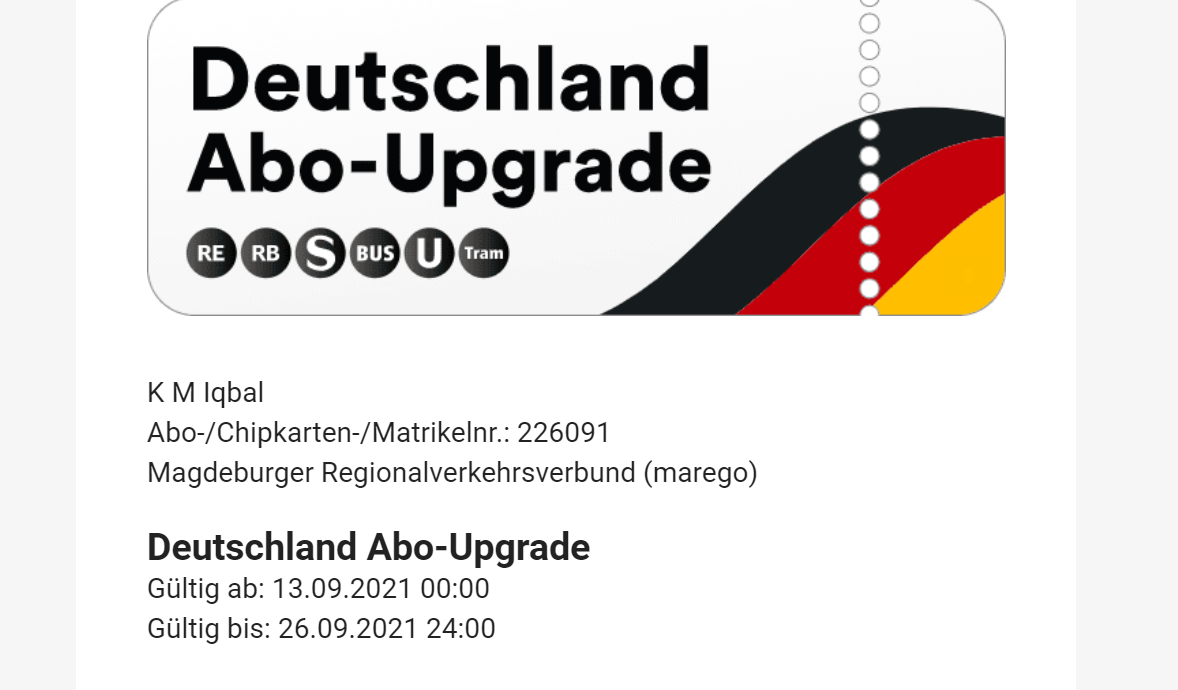 Deutschland
Abo-Upgrade
RE RB S BUS U Tram
K M Iqbal
Abo-/Chipkarten-/Matrikelnr.: 226091
Magdeburger Regionalverkehrsverbund (marego)
Deutschland Abo-Upgrade
Gültig ab: 13.09.2021 00:00
Gültig bis: 26.09.2021 24:00